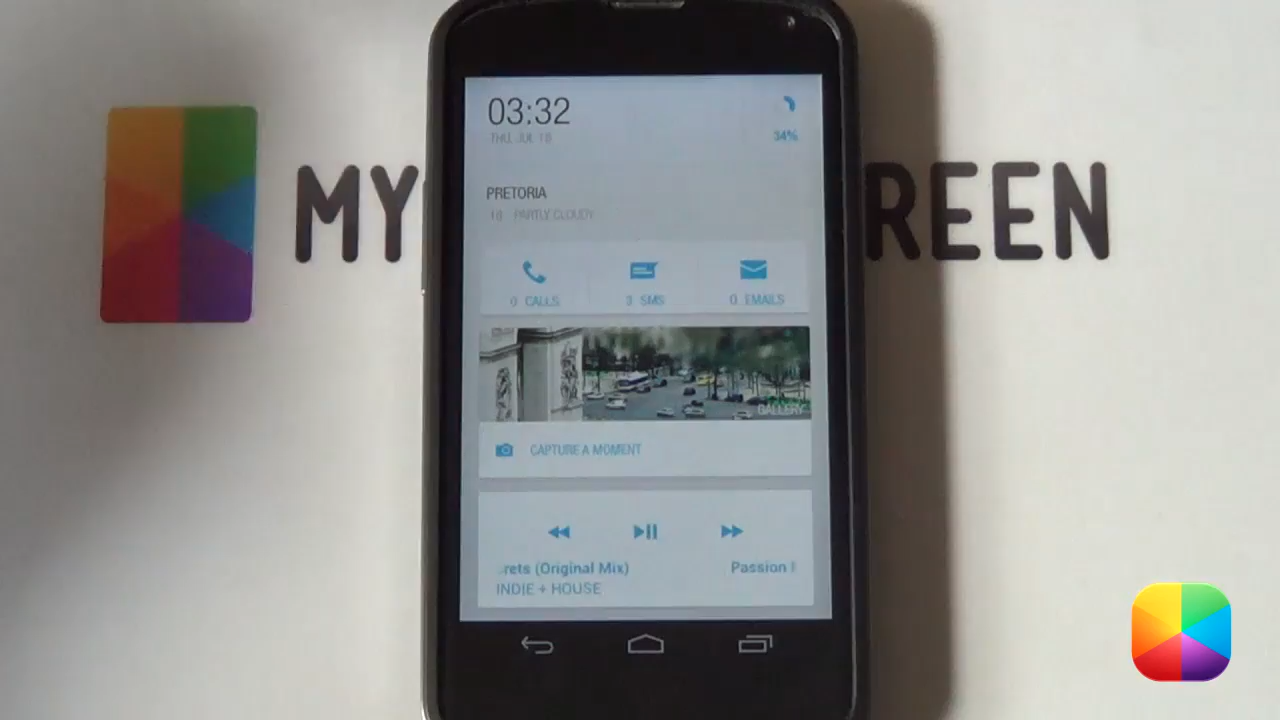 MY
REEN
03:32
THU, JUL 18
34%
PRETORIA
18 PARTLY CLOUDY
0 CALLS
3 SMS
0 EMAILS
GALLERY
CAPTURE A MOMENT
rets (Original Mix)
Passion
INDIE + HOUSE